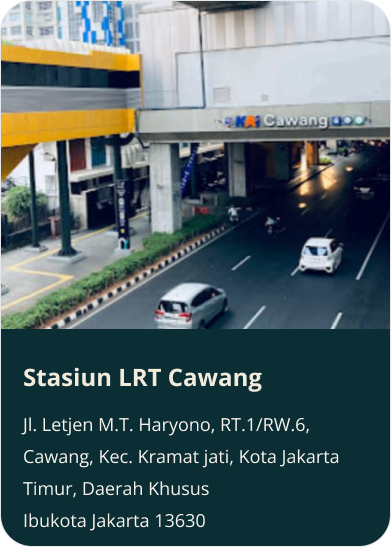 KAI Cawang
Stasiun LRT Cawang
Jl. Letjen M.T. Haryono, RT.1/RW.6,
Cawang, Kec. Kramat jati, Kota Jakarta
Timur, Daerah Khusus
Ibukota Jakarta 13630